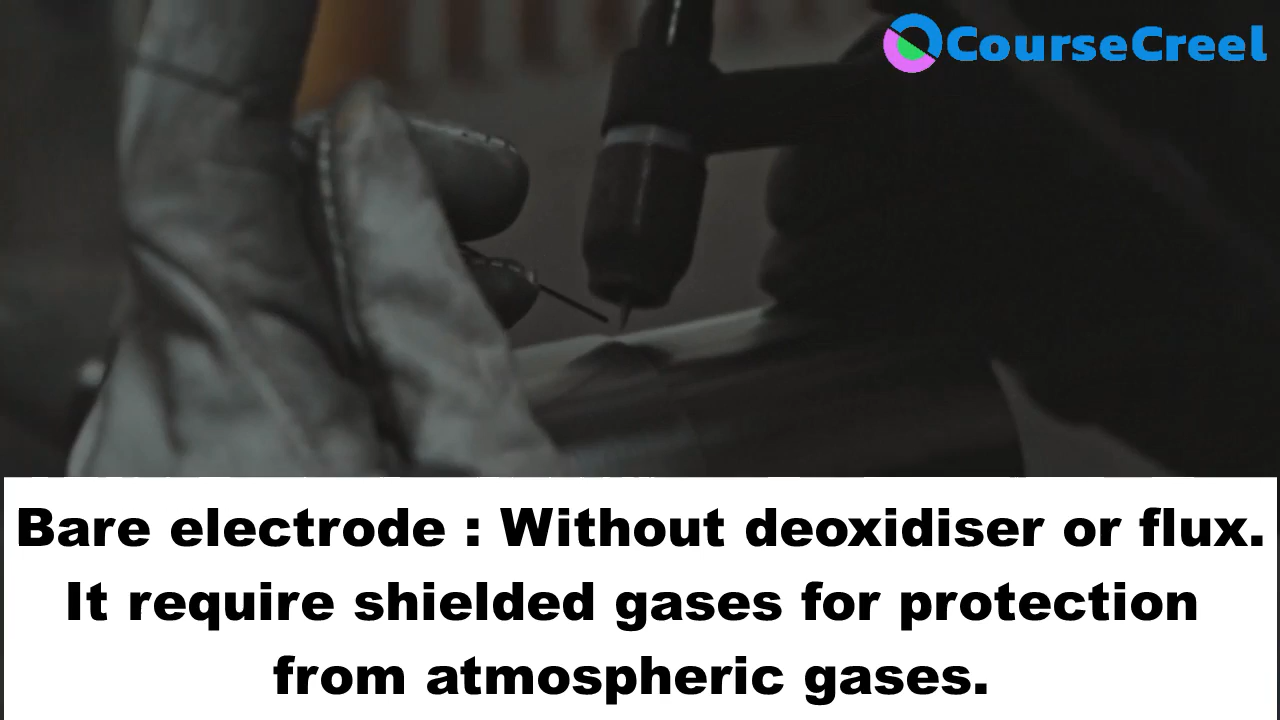 CourseCreel
Bare electrode : Without deoxidiser or flux.
It require shielded gases for protection
from atmospheric gases.